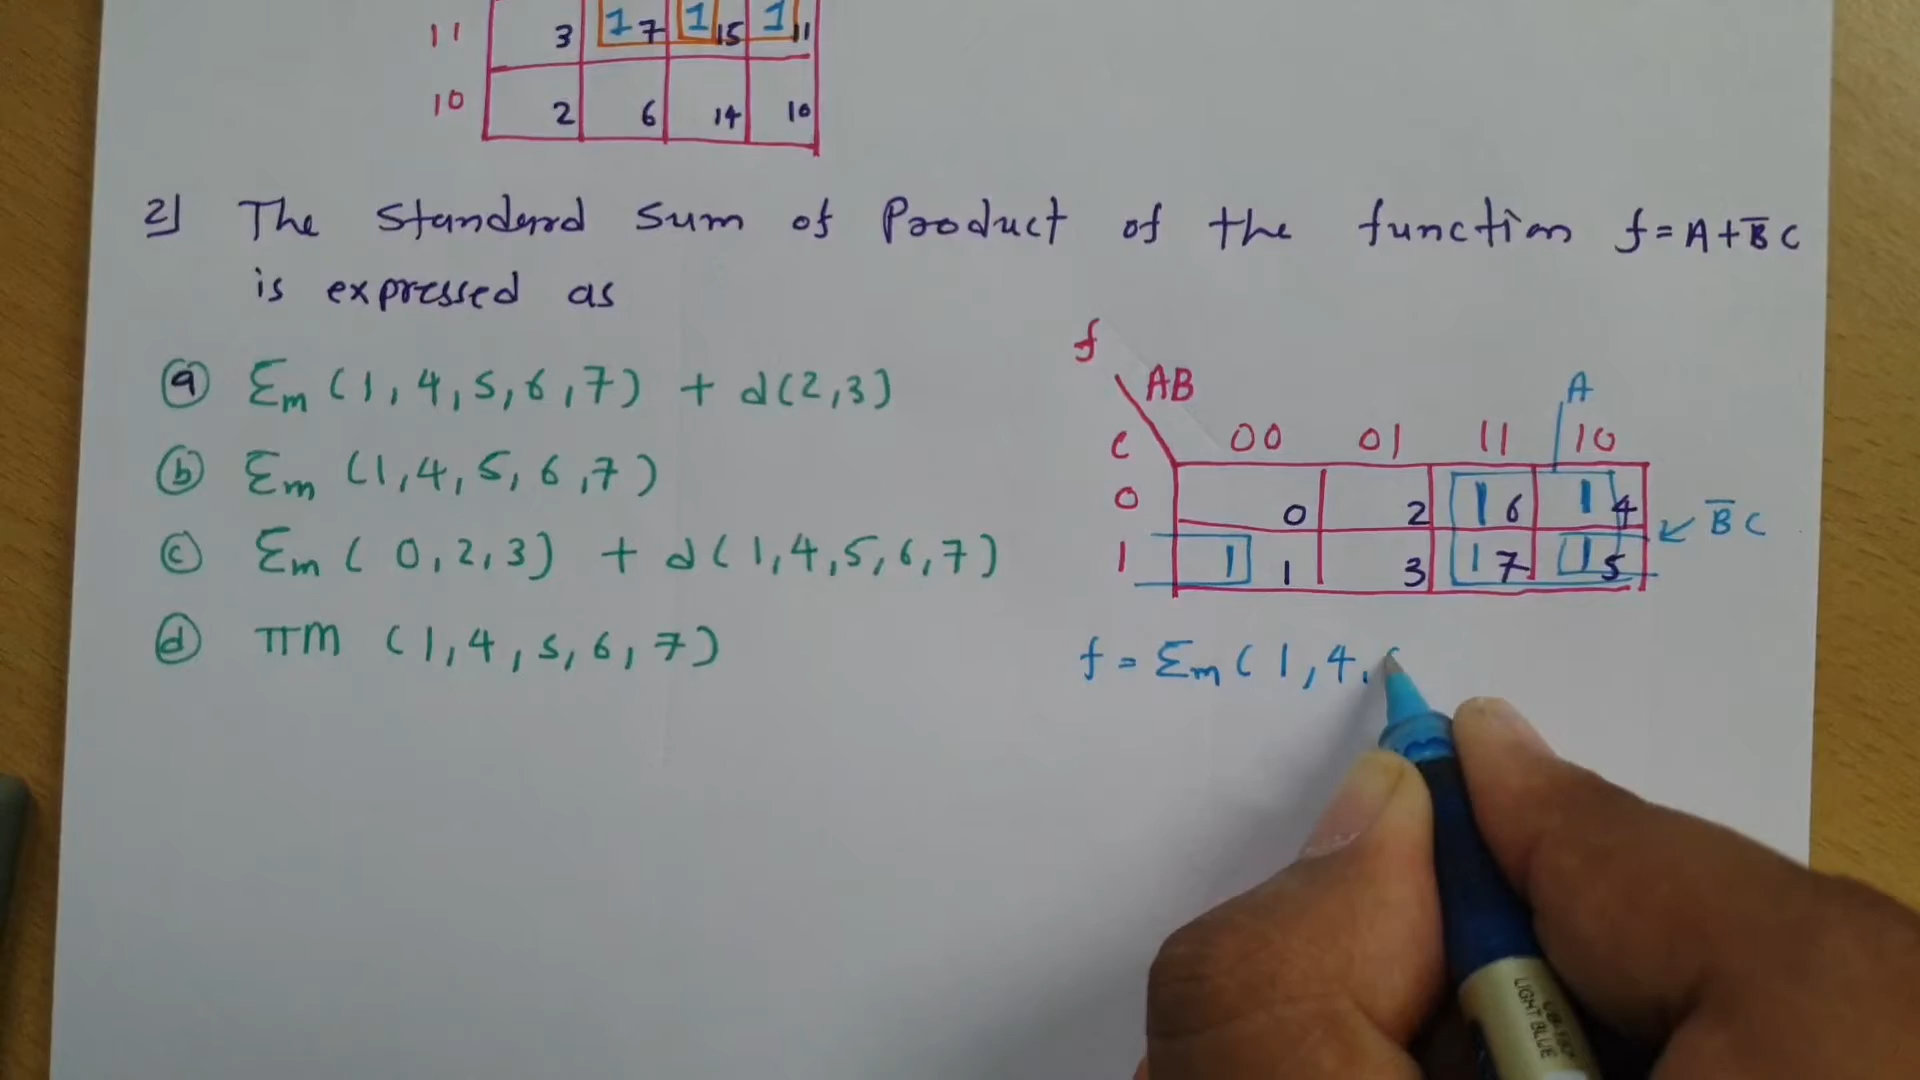 11 3 1 7 1 15 1 11
10 2 6 14 10
2) The Standard Sum of Product of the function f = A + B̅ C
is expressed as
(a) Σm (1, 4, 5, 6, 7) + d(2, 3)
(b) Σm (1, 4, 5, 6, 7)
(c) Σm ( 0, 2, 3) + d (1, 4, 5, 6, 7)
(d) πM (1, 4, 5, 6, 7)
f
AB A
C 00 01 11 10
0 0 2 1 6 1 4 B̅ C
1 1 1 3 1 7 1 5
f = Σm ( 1, 4,
LIGHT BLUE